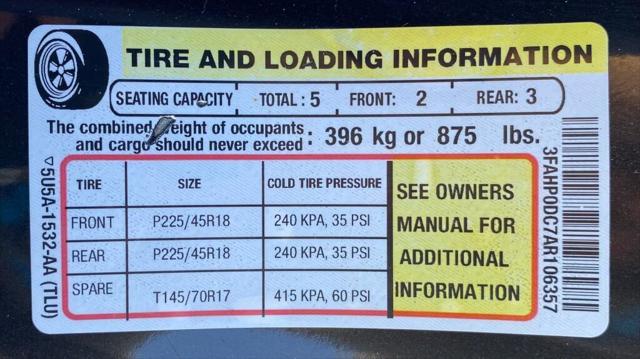 TIRE AND LOADING INFORMATION
SEATING CAPACITY TOTAL : 5 FRONT: 2 REAR: 3
The combined weight of occupants
and cargo should never exceed : 396 kg or 875 lbs.
TIRE SIZE COLD TIRE PRESSURE
FRONT P225/45R18 240 KPA, 35 PSI
REAR P225/45R18 240 KPA, 35 PSI
SPARE T145/70R17 415 KPA, 60 PSI
SEE OWNERS
MANUAL FOR
ADDITIONAL
INFORMATION
5U5A-1532-AA (TLU)
3FAHP0DC7AR106357